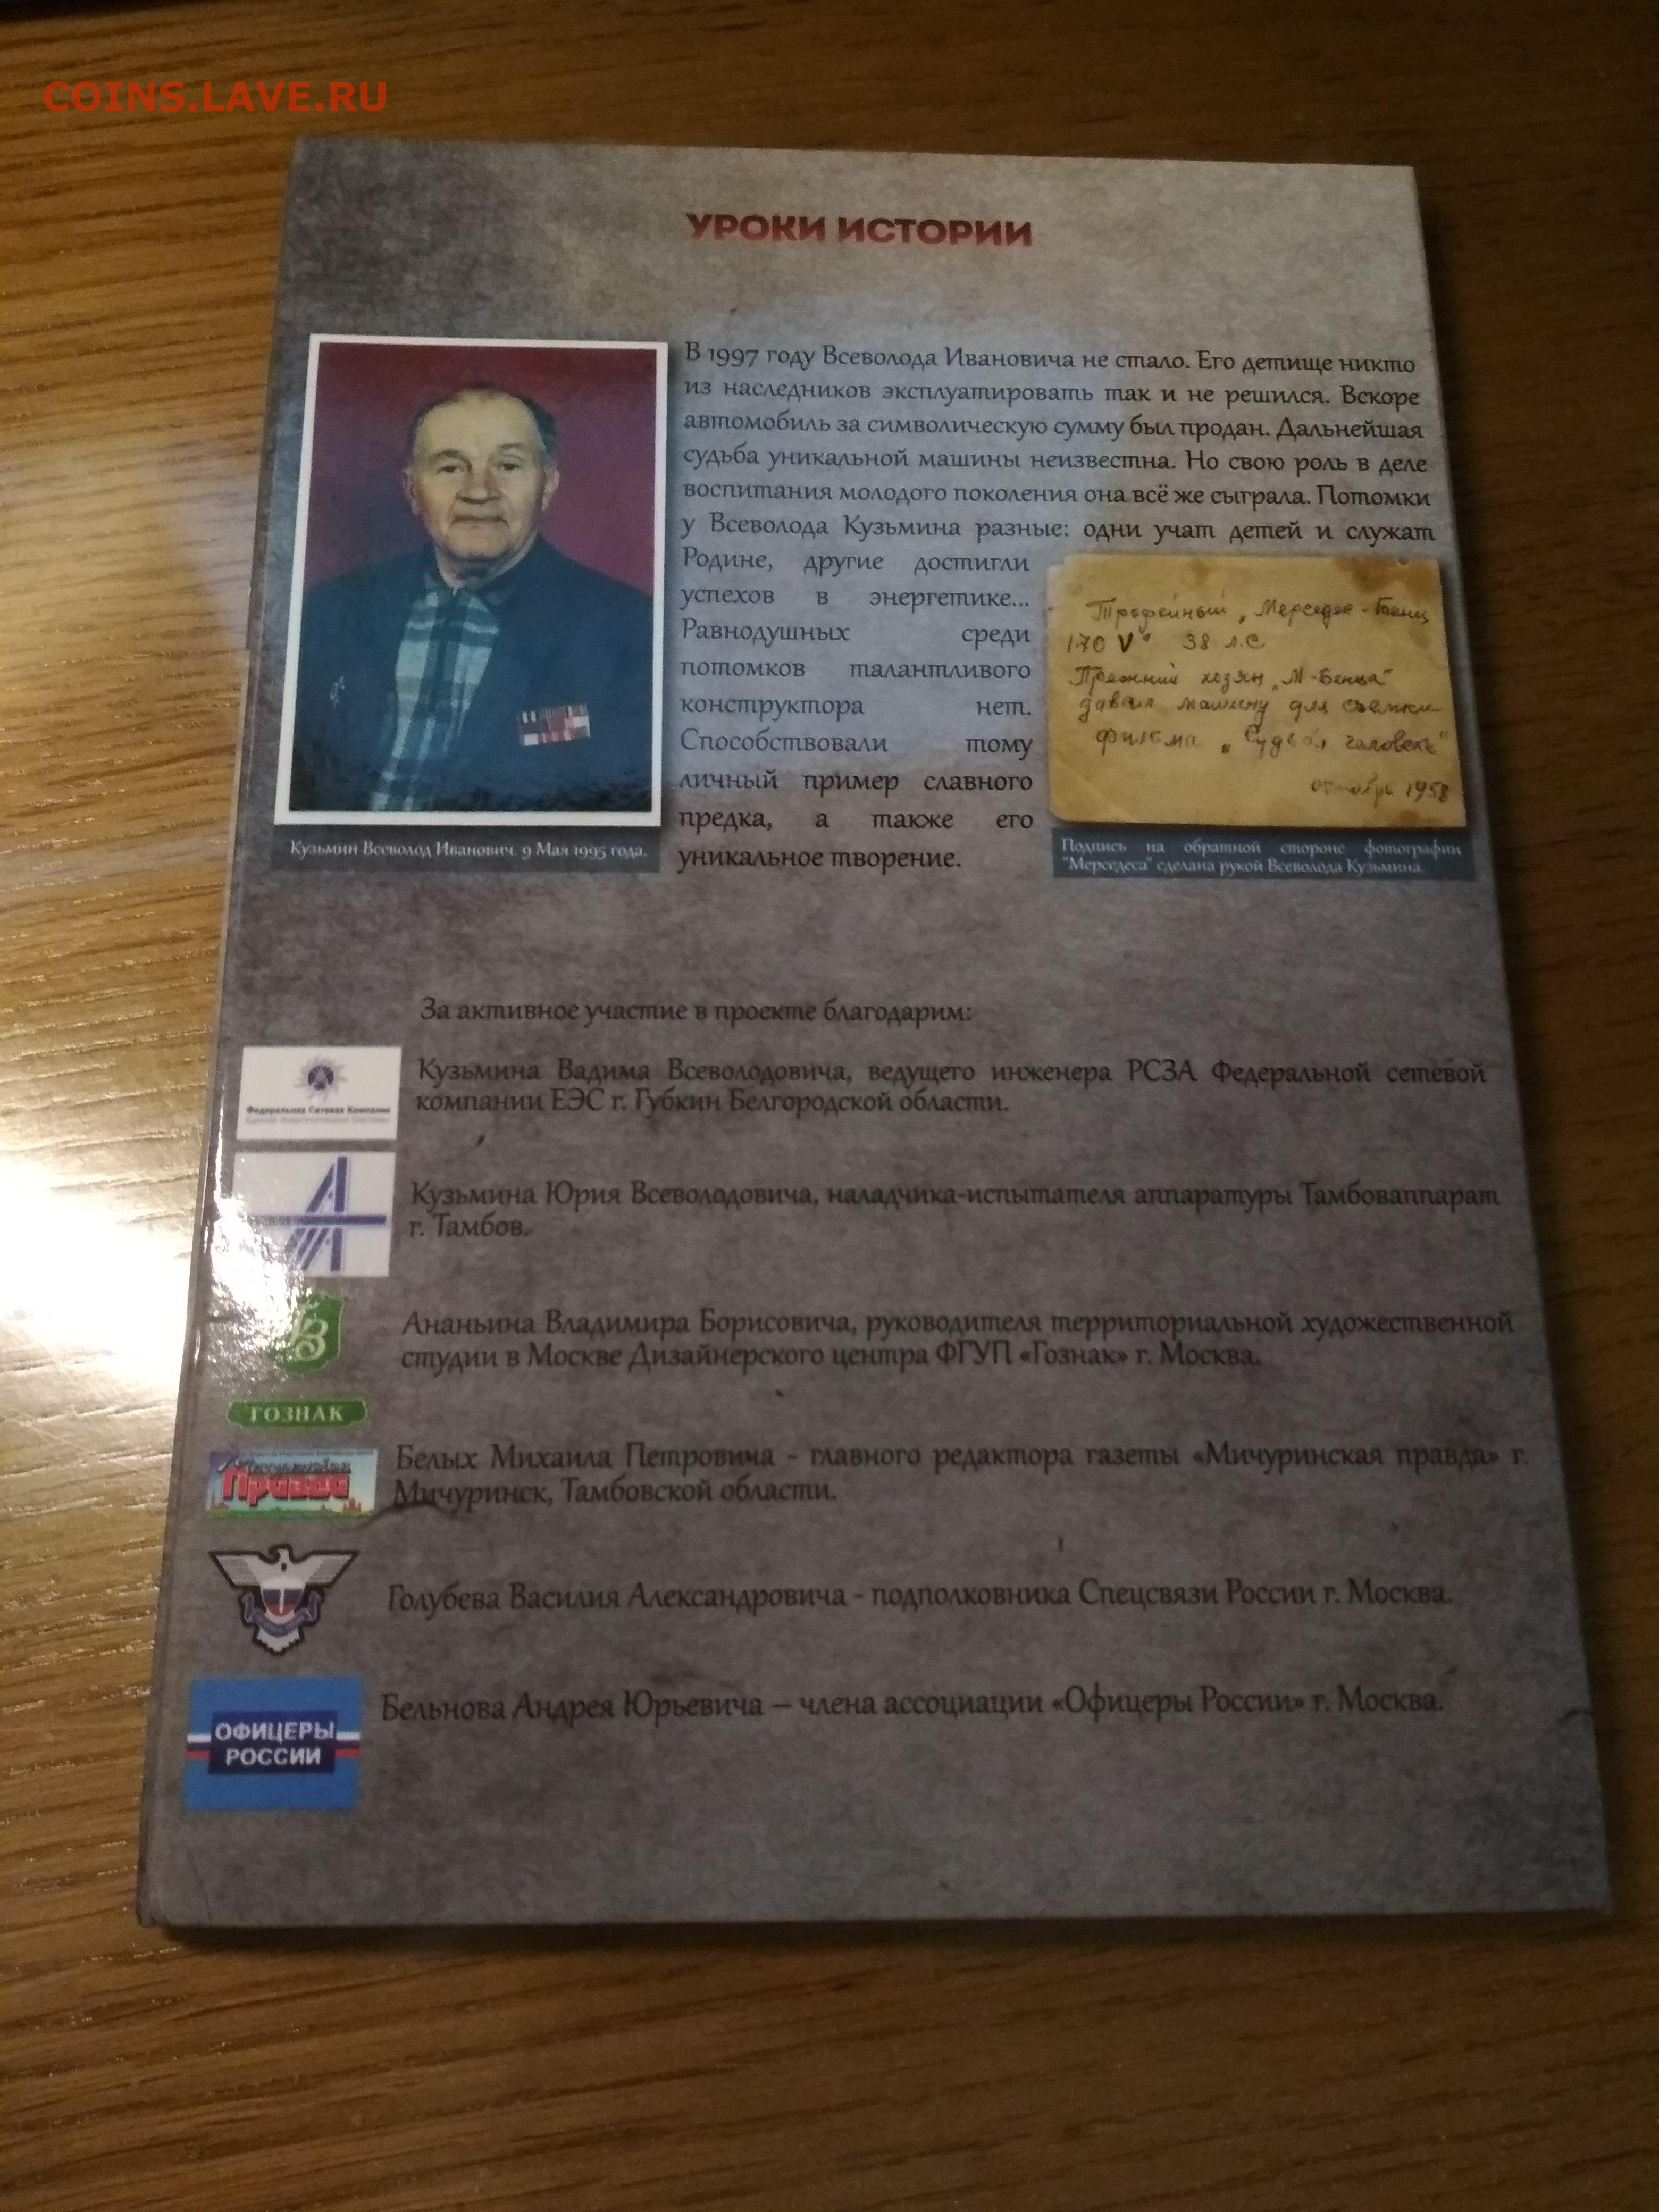 COINS.LAVE.RU
УРОКИ ИСТОРИИ
В 1997 году Всеволода Ивановича не стало. Его детище никто
из наследников эксплуатировать так и не решился. Вскоре
автомобиль за символическую сумму был продан. Дальнейшая
судьба уникальной машины неизвестна. Но свою роль в деле
воспитания молодого поколения она всё же сыграла. Потомки
у Всеволода Кузьмина разные: одни учат детей и служат
Родине, другие достигли
успехов в энергетике...
Равнодушных среди
потомков талантливого
конструктора нет.
Способствовали тому
личный пример славного
предка, а также его
уникальное творение.
Кузьмин Всеволод Иванович. 9 Мая 1995 года.
Трофейный „Мерседес-Бенц
170 V" 38 л.с
Прежний хозян „М-Бенца"
давал машину для съемки
фильма „Судьба человека"
октябрь 1958
Подпись на обратной стороне фотографии
"Мерседеса" сделана рукой Всеволода Кузьмина.
За активное участие в проекте благодарим:
Федеральная Сетевая Компания
Кузьмина Вадима Всеволодовича, ведущего инженера РСЗА Федеральной сетевой
компании ЕЭС г. Губкин Белгородской области.
Кузьмина Юрия Всеволодовича, наладчика-испытателя аппаратуры Тамбоваппарат
г. Тамбов.
Ананьина Владимира Борисовича, руководителя территориальной художественной
студии в Москве Дизайнерского центра ФГУП «Гознак» г. Москва.
ГОЗНАК
Белых Михаила Петровича - главного редактора газеты «Мичуринская правда» г.
Мичуринск, Тамбовской области.
Мичуринская
Правда
Голубева Василия Александровича - подполковника Спецсвязи России г. Москва.
Бельнова Андрея Юрьевича – члена ассоциации «Офицеры России» г. Москва.
ОФИЦЕРЫ
РОССИИ